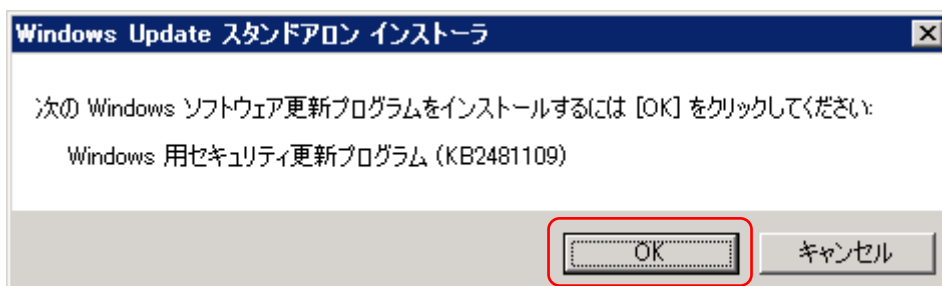 Windows Update スタンドアロン インストーラ
次の Windows ソフトウェア更新プログラムをインストールするには [OK] をクリックしてください:
Windows 用セキュリティ更新プログラム (KB2481109)
OK キャンセル